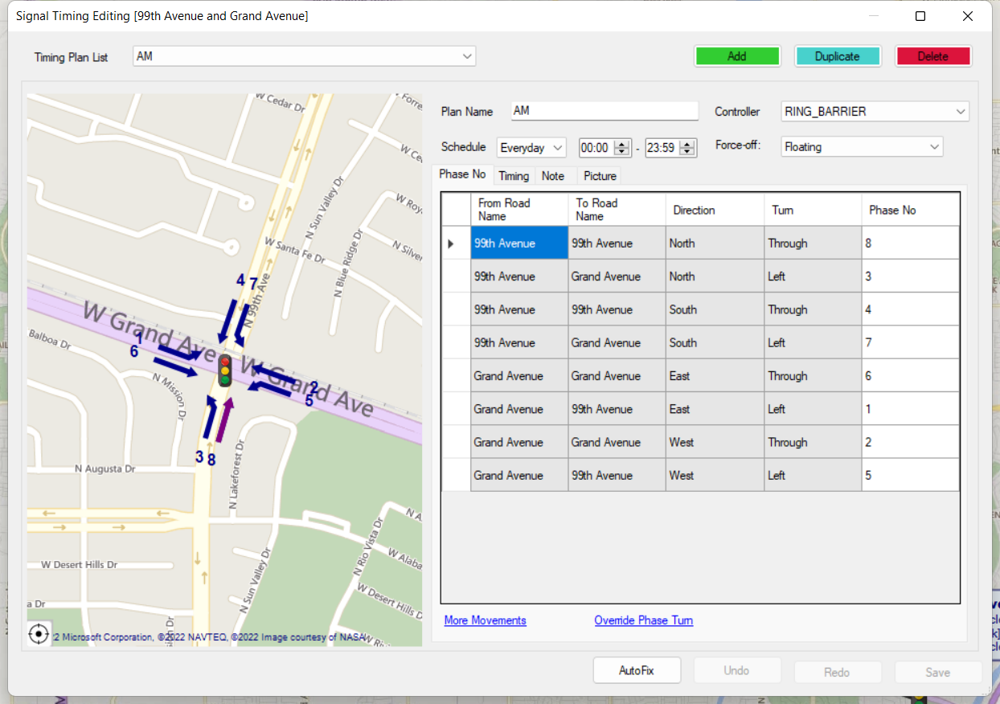 Signal Timing Editing [99th Avenue and Grand Avenue]
Timing Plan List
AM
Add
Duplicate
Delete
Plan Name
AM
Controller
RING_BARRIER
Schedule
Everyday
00:00
-
23:59
Force-off:
Floating
Phase No
Timing
Note
Picture
From Road Name
To Road Name
Direction
Turn
Phase No
99th Avenue
99th Avenue
North
Through
8
99th Avenue
Grand Avenue
North
Left
3
99th Avenue
99th Avenue
South
Through
4
99th Avenue
Grand Avenue
South
Left
7
Grand Avenue
Grand Avenue
East
Through
6
Grand Avenue
99th Avenue
East
Left
1
Grand Avenue
Grand Avenue
West
Through
2
Grand Avenue
99th Avenue
West
Left
5
More Movements
Override Phase Turn
AutoFix
Undo
Redo
Save
W Cedar Dr
W Ce
N Sun Valley Dr
W Roy
W Santa Fe Dr
N Silver
N Blue Ridge Dr
4
7
N 99th Ave
W Grand Ave
W Grand Ave
Balboa Dr
1
6
2
5
N Mission Dr
3
8
N Augusta Dr
N Lakeforest Dr
N A
N Rio Vista Dr
W Alaba
W Desert Hills Dr
N Sun Valley Dr
W Desert Hills D
a Dr
2 Microsoft Corporation, ©2022 NAVTEQ, ©2022 Image courtesy of NASA